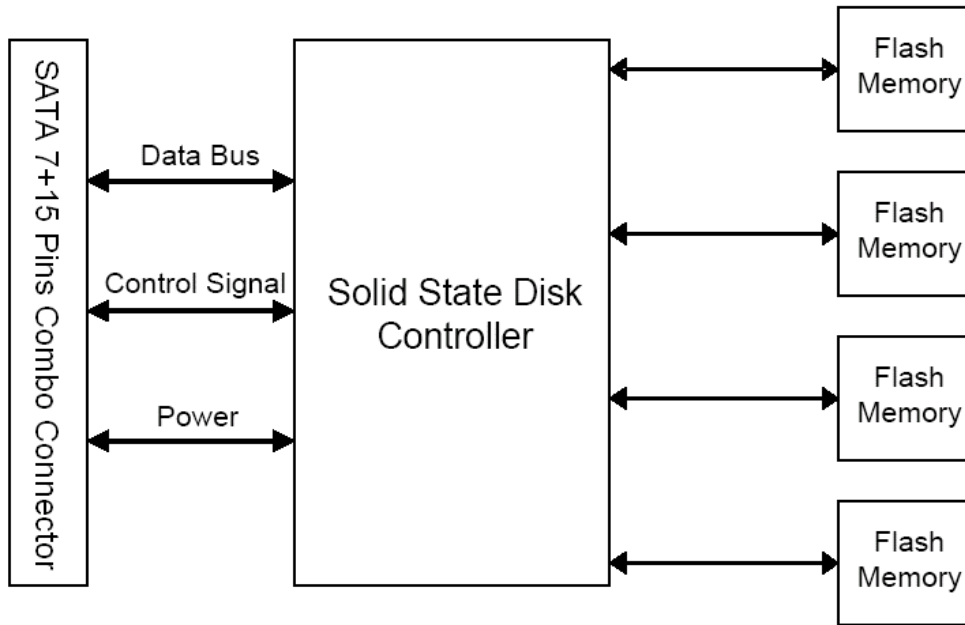 SATA 7+15 Pins Combo Connector
Data Bus
Control Signal
Power
Solid State Disk
Controller
Flash
Memory
Flash
Memory
Flash
Memory
Flash
Memory